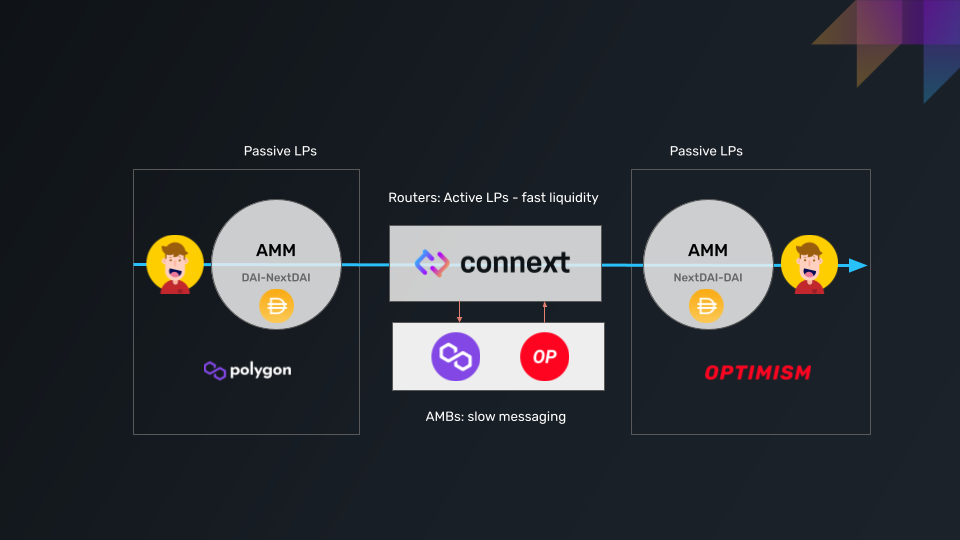 Passive LPs
Passive LPs
Routers: Active LPs - fast liquidity
AMM
DAI-NextDAI
connext
AMM
NextDAI-DAI
OP
polygon
OPTIMISM
AMBs: slow messaging